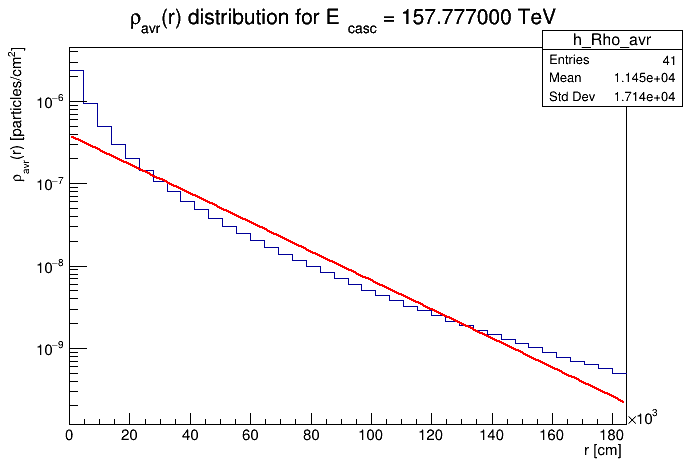 ρavr(r) distribution for E casc = 157.777000 TeV
h_Rho_avr
Entries 41
Mean 1.145e+04
Std Dev 1.714e+04
ρavr(r) [particles/cm²]
10⁻⁶
10⁻⁷
10⁻⁸
10⁻⁹
0 20 40 60 80 100 120 140 160 180
×10³
r [cm]